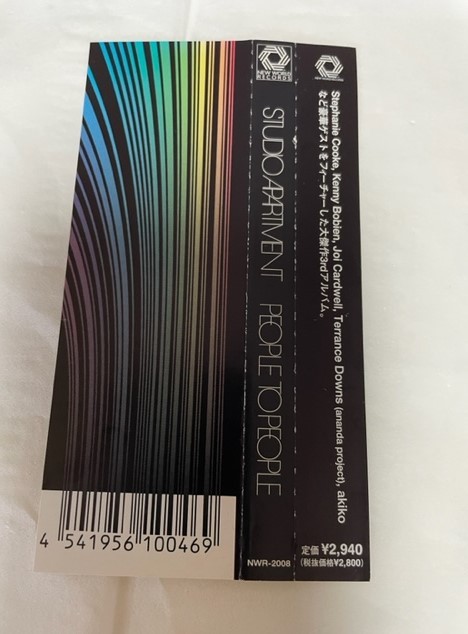 NEW WORLD
RECORDS
STUDIO APARTMENT PEOPLE TO PEOPLE
NWR-2008
Stephanie Cooke, Kenny Bobien, Joi Cardwell, Terrance Downs (ananda project), akiko
など豪華ゲストをフィーチャーした大傑作3rdアルバム。
定価 ¥2,940
(税抜価格¥2,800)
4 541956 100469